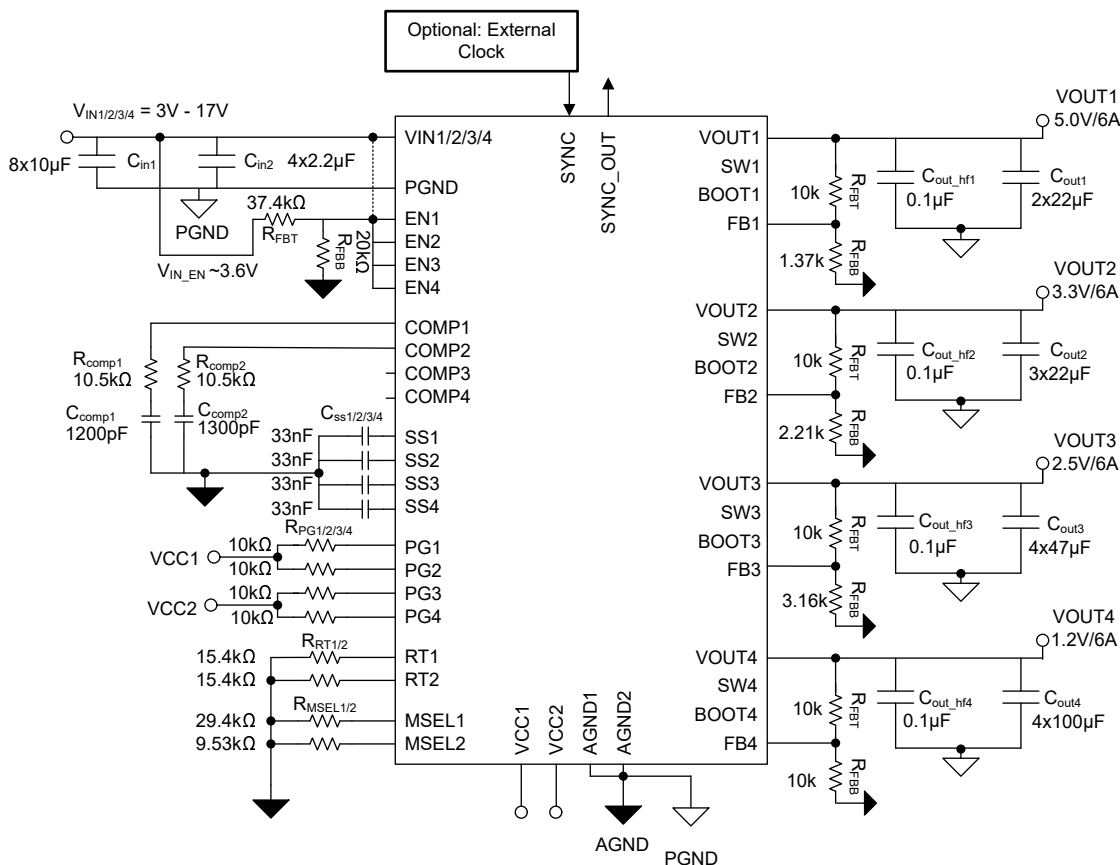 Optional: External
Clock
VIN1/2/3/4 = 3V - 17V
8x10µF
Cin1
Cin2
4x2.2µF
PGND
37.4kΩ
RFBT
RFBB
20kΩ
VIN_EN ~3.6V
Rcomp1
10.5kΩ
Rcomp2
10.5kΩ
Ccomp1
1200pF
Ccomp2
1300pF
Css1/2/3/4
33nF
33nF
33nF
33nF
RPG1/2/3/4
VCC1
10kΩ
10kΩ
VCC2
10kΩ
10kΩ
RRT1/2
15.4kΩ
15.4kΩ
RMSEL1/2
29.4kΩ
9.53kΩ
VIN1/2/3/4
PGND
EN1
EN2
EN3
EN4
COMP1
COMP2
COMP3
COMP4
SS1
SS2
SS3
SS4
PG1
PG2
PG3
PG4
RT1
RT2
MSEL1
MSEL2
SYNC
SYNC_OUT
VCC1
VCC2
AGND1
AGND2
AGND
PGND
VOUT1
SW1
BOOT1
FB1
VOUT2
SW2
BOOT2
FB2
VOUT3
SW3
BOOT3
FB3
VOUT4
SW4
BOOT4
FB4
10k
RFBT
1.37k
RFBB
Cout_hf1
0.1µF
Cout1
2x22µF
VOUT1
5.0V/6A
10k
RFBT
2.21k
RFBB
Cout_hf2
0.1µF
Cout2
3x22µF
VOUT2
3.3V/6A
10k
RFBT
3.16k
RFBB
Cout_hf3
0.1µF
Cout3
4x47µF
VOUT3
2.5V/6A
10k
RFBT
10k
RFBB
Cout_hf4
0.1µF
Cout4
4x100µF
VOUT4
1.2V/6A